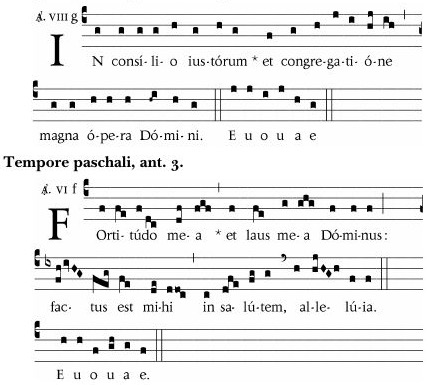 ℟. VIII g
IN consí-li-o ius-tórum * et congre-ga-ti-ó-ne
magna ó-pe-ra Dó-mi-ni. E u o u a e
Tempore paschali, ant. 3.
℟. VI f
FOrti-túdo me-a * et laus me-a Dó-mi-nus:
fac-tus est mi-hi in sa-lú-tem, al-le-lú-ia.
E u o u a e.